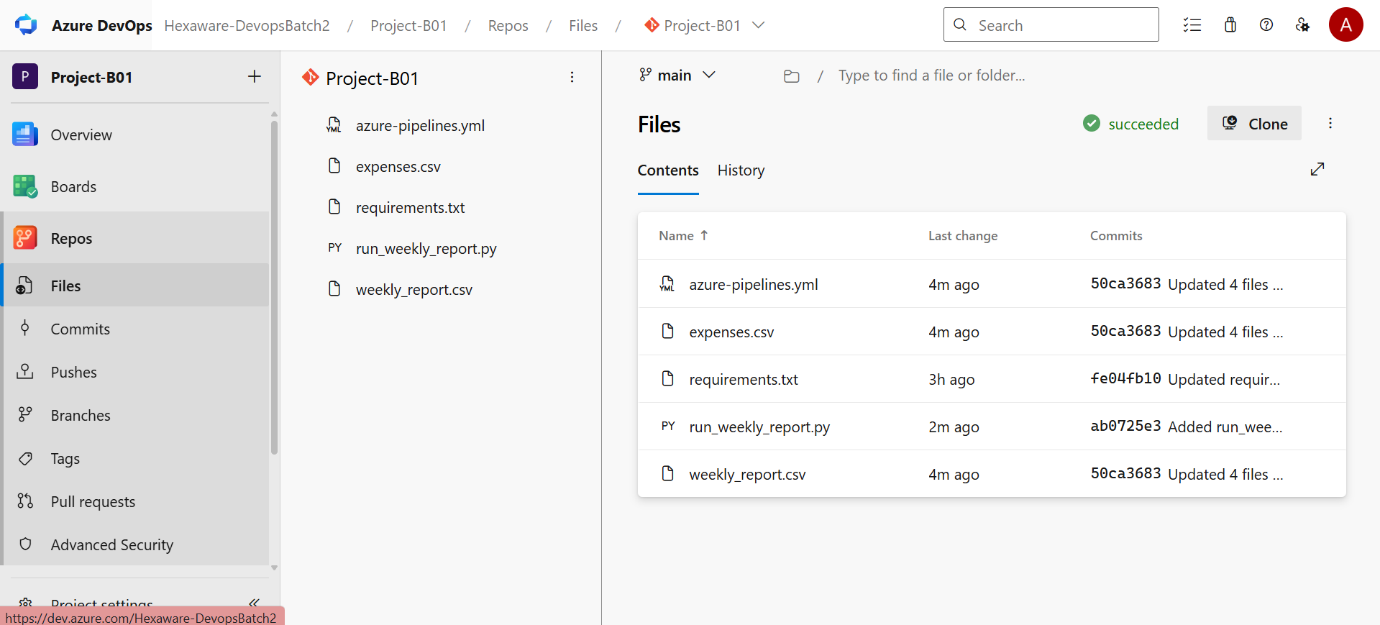 Azure DevOps Hexaware-DevopsBatch2 / Project-B01 / Repos / Files / Project-B01 Search A
P Project-B01 +
Overview
Boards
Repos
Files
Commits
Pushes
Branches
Tags
Pull requests
Advanced Security
Project settings
https://dev.azure.com/Hexaware-DevopsBatch2
Project-B01
YML azure-pipelines.yml
expenses.csv
requirements.txt
PY run_weekly_report.py
weekly_report.csv
main / Type to find a file or folder...
Files succeeded Clone
Contents History
Name ↑ Last change Commits
YML azure-pipelines.yml 4m ago 50ca3683 Updated 4 files ...
expenses.csv 4m ago 50ca3683 Updated 4 files ...
requirements.txt 3h ago fe04fb10 Updated requir...
PY run_weekly_report.py 2m ago ab0725e3 Added run_wee...
weekly_report.csv 4m ago 50ca3683 Updated 4 files ...